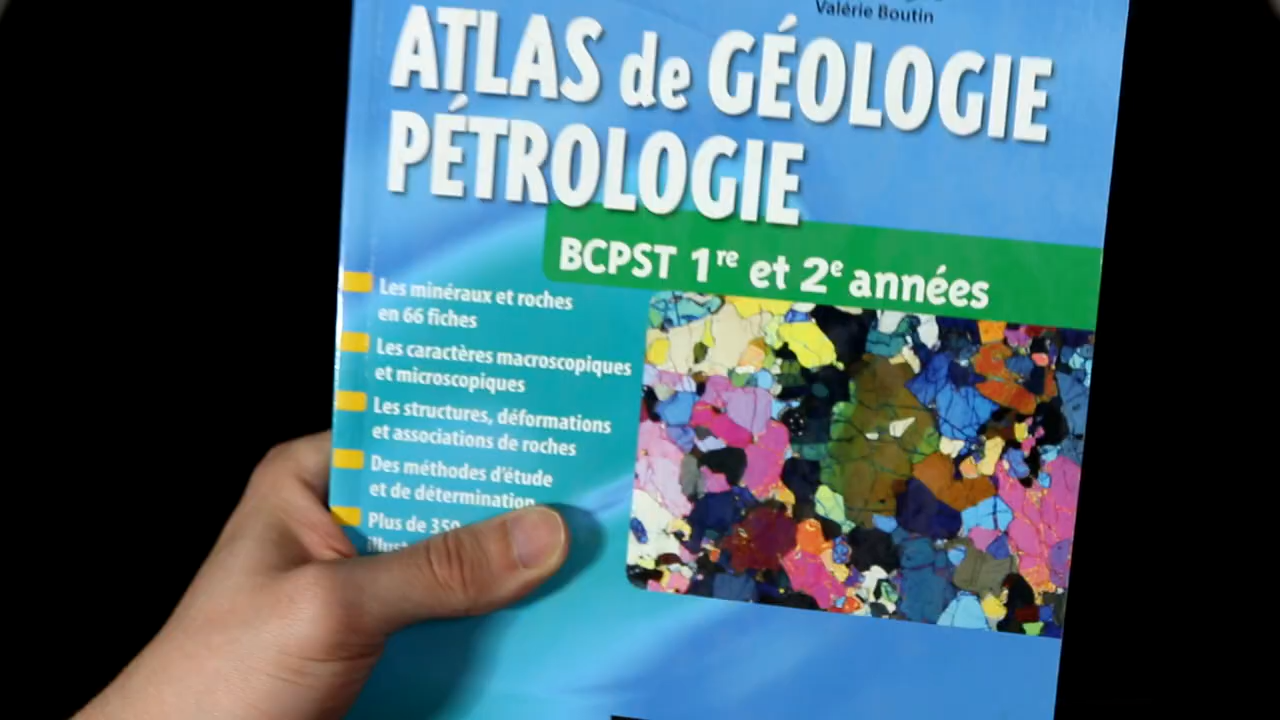 Valérie Boutin
ATLAS de GÉOLOGIE
PÉTROLOGIE
BCPST 1re et 2e années
Les minéraux et roches
en 66 fiches
Les caractères macroscopiques
et microscopiques
Les structures, déformations
et associations de roches
Des méthodes d'étude
et de détermination
Plus de 350